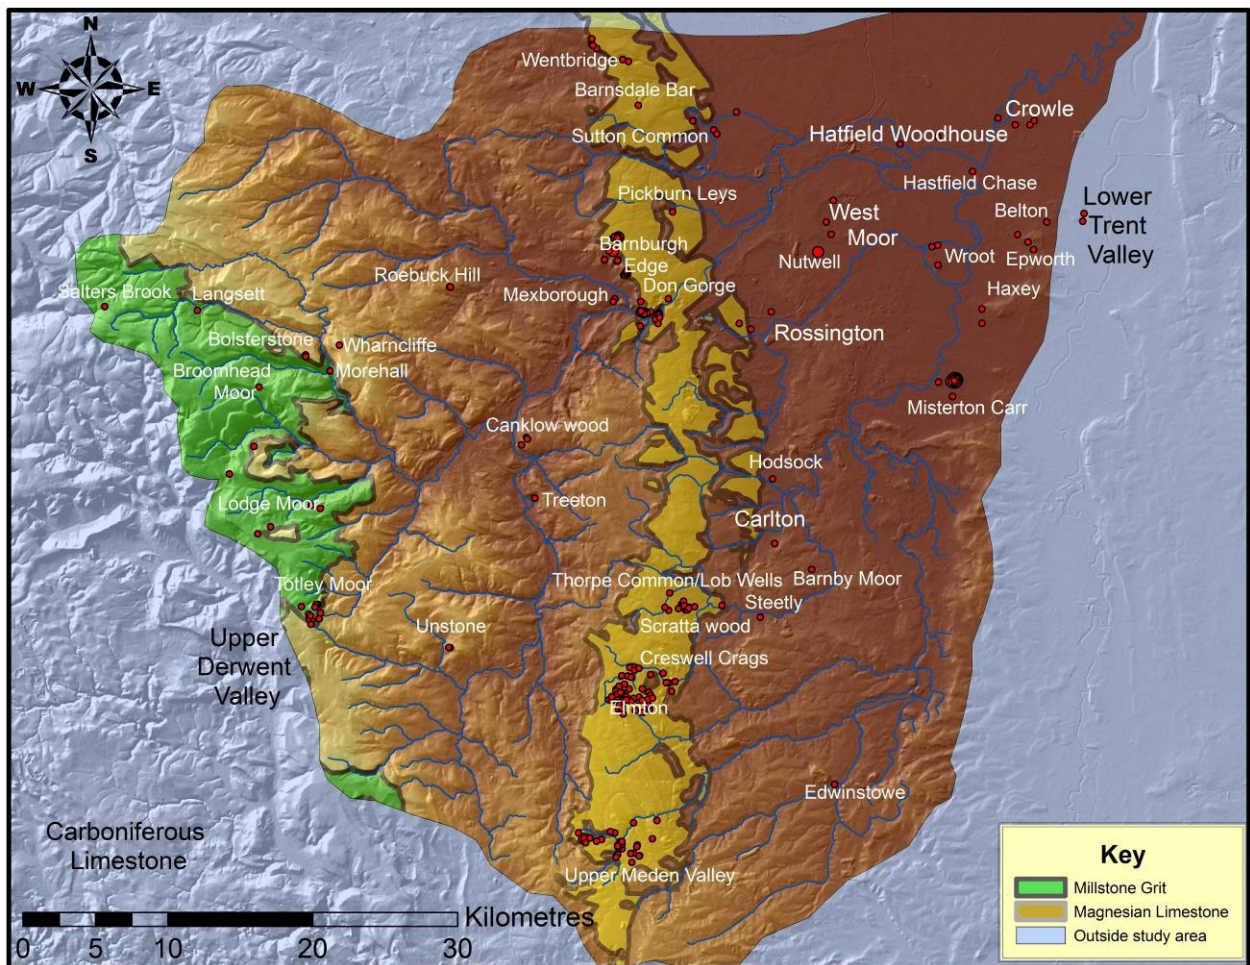 N
W
E
S
Wentbridge
Barnsdale Bar
Sutton Common
Crowle
Hatfield Woodhouse
Hastfield Chase
Pickburn Leys
Lower
Trent
Valley
West
Moor
Belton
Barnburgh
Edge
Nutwell
Wroot
Epworth
Roebuck Hill
Salters Brook
Langsett
Mexborough
Don Gorge
Haxey
Bolsterstone
Wharncliffe
Rossington
Broomhead
Moor
Morehall
Misterton Carr
Canklow wood
Hodsock
Lodge Moor
Treeton
Carlton
Totley Moor
Thorpe Common/Lob Wells
Barnby Moor
Steetly
Upper
Derwent
Valley
Unstone
Scratta wood
Creswell Crags
Elmton
Edwinstowe
Carboniferous
Limestone
Upper Meden Valley
Key
Millstone Grit
Magnesian Limestone
Outside study area
Kilometres
0 5 10 20 30